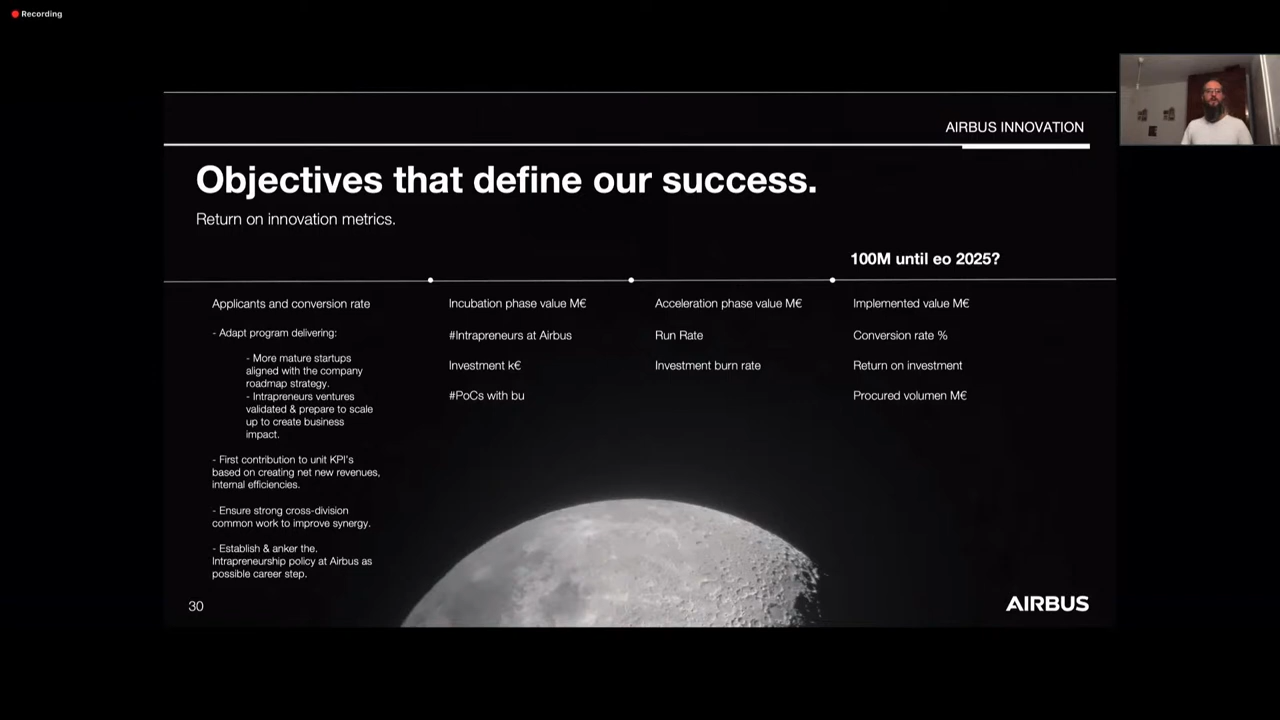 Recording
AIRBUS INNOVATION
Objectives that define our success.
Return on innovation metrics.
100M until eo 2025?
Applicants and conversion rate
- Adapt program delivering:
- More mature startups
aligned with the company
roadmap strategy.
- Intrapreneurs ventures
validated & prepare to scale
up to create business
impact.
- First contribution to unit KPI's
based on creating net new revenues,
internal efficiencies.
- Ensure strong cross-division
common work to improve synergy.
- Establish & anker the.
Intrapreneurship policy at Airbus as
possible career step.
Incubation phase value M€
#Intrapreneurs at Airbus
Investment k€
#PoCs with bu
Acceleration phase value M€
Run Rate
Investment burn rate
Implemented value M€
Conversion rate %
Return on investment
Procured volumen M€
30
AIRBUS